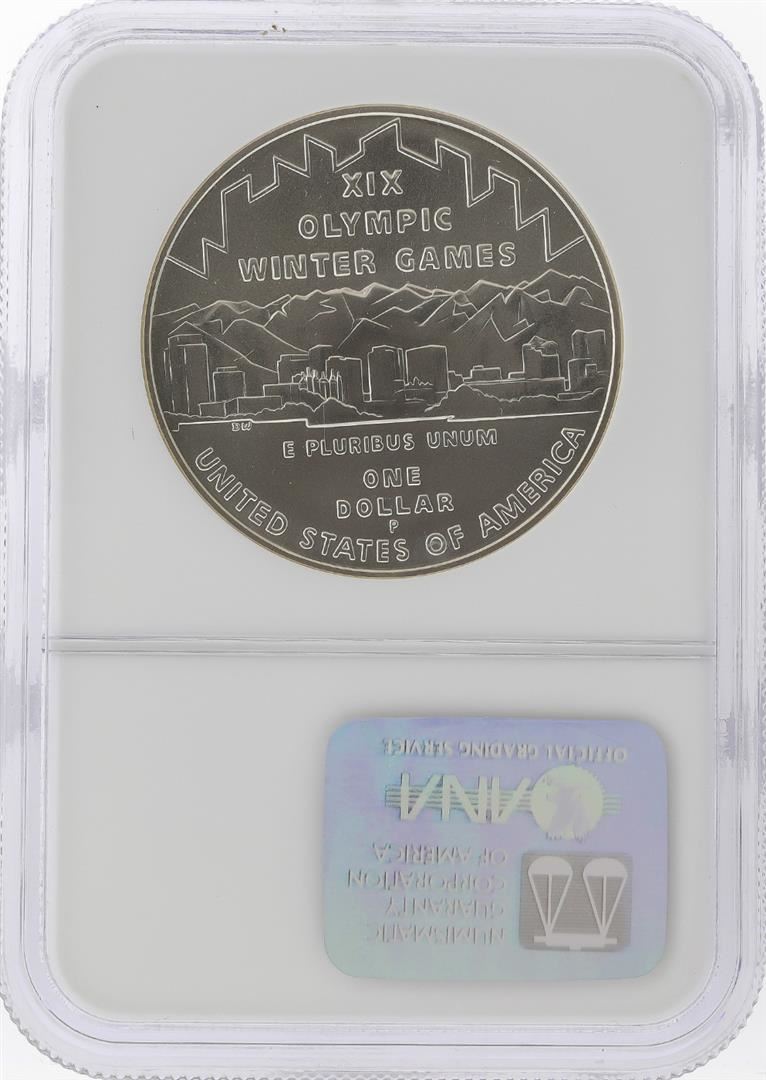 XIX
OLYMPIC
WINTER GAMES
DW
E PLURIBUS UNUM
ONE
DOLLAR
P
UNITED STATES OF AMERICA
NUMISMATIC
GUARANTY
CORPORATION
OF AMERICA
ANA
OFFICIAL GRADING SERVICE